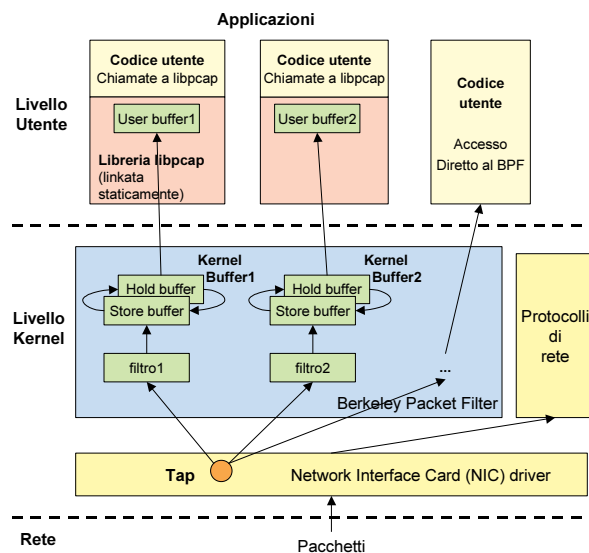 Applicazioni
Codice utente
Chiamate a libpcap
User buffer1
Libreria libpcap
(linkata
staticamente)
Codice utente
Chiamate a libpcap
User buffer2
Codice
utente
Accesso
Diretto al BPF
Livello
Utente
Kernel
Buffer1
Hold buffer
Store buffer
filtro1
Kernel
Buffer2
Hold buffer
Store buffer
filtro2
...
Berkeley Packet Filter
Livello
Kernel
Protocolli
di
rete
Tap
Network Interface Card (NIC) driver
Rete
Pacchetti